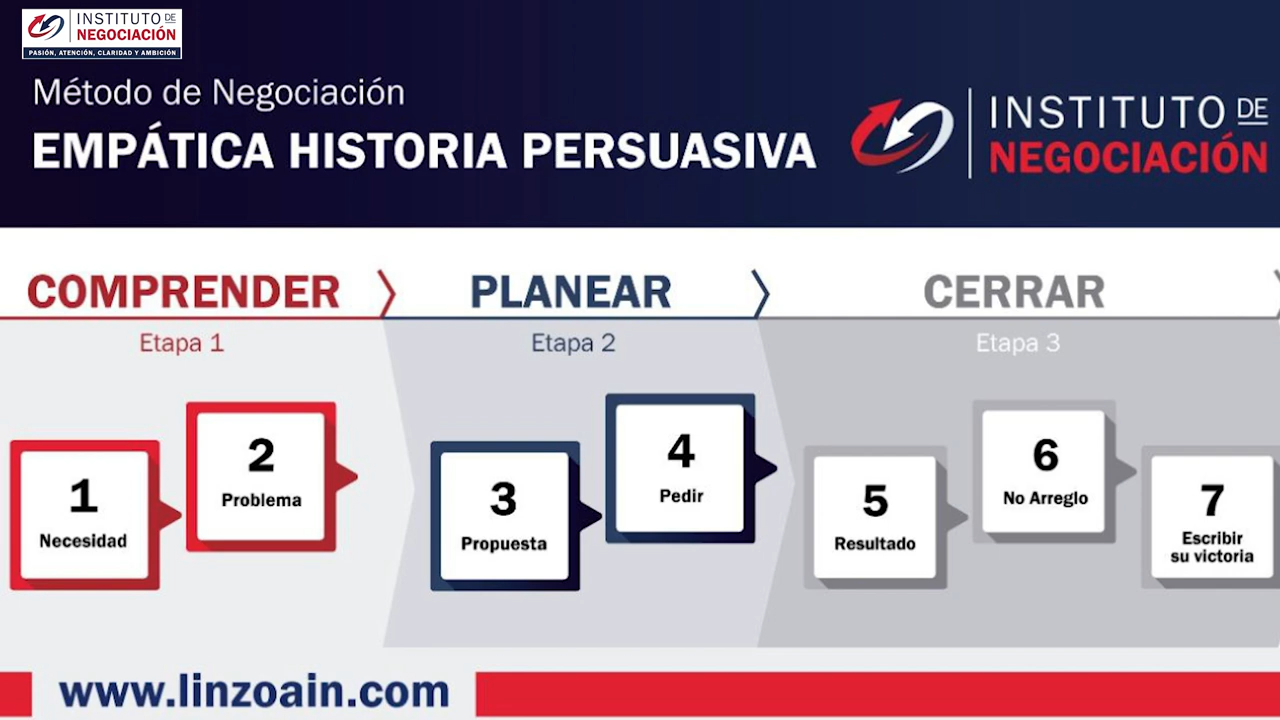 INSTITUTO DE
NEGOCIACIÓN
PASIÓN, ATENCIÓN, CLARIDAD Y AMBICIÓN
Método de Negociación
EMPÁTICA HISTORIA PERSUASIVA
INSTITUTO DE
NEGOCIACIÓN
COMPRENDER
Etapa 1
1
Necesidad
2
Problema
PLANEAR
Etapa 2
3
Propuesta
4
Pedir
CERRAR
Etapa 3
5
Resultado
6
No Arreglo
7
Escribir
su victoria
www.linzoain.com